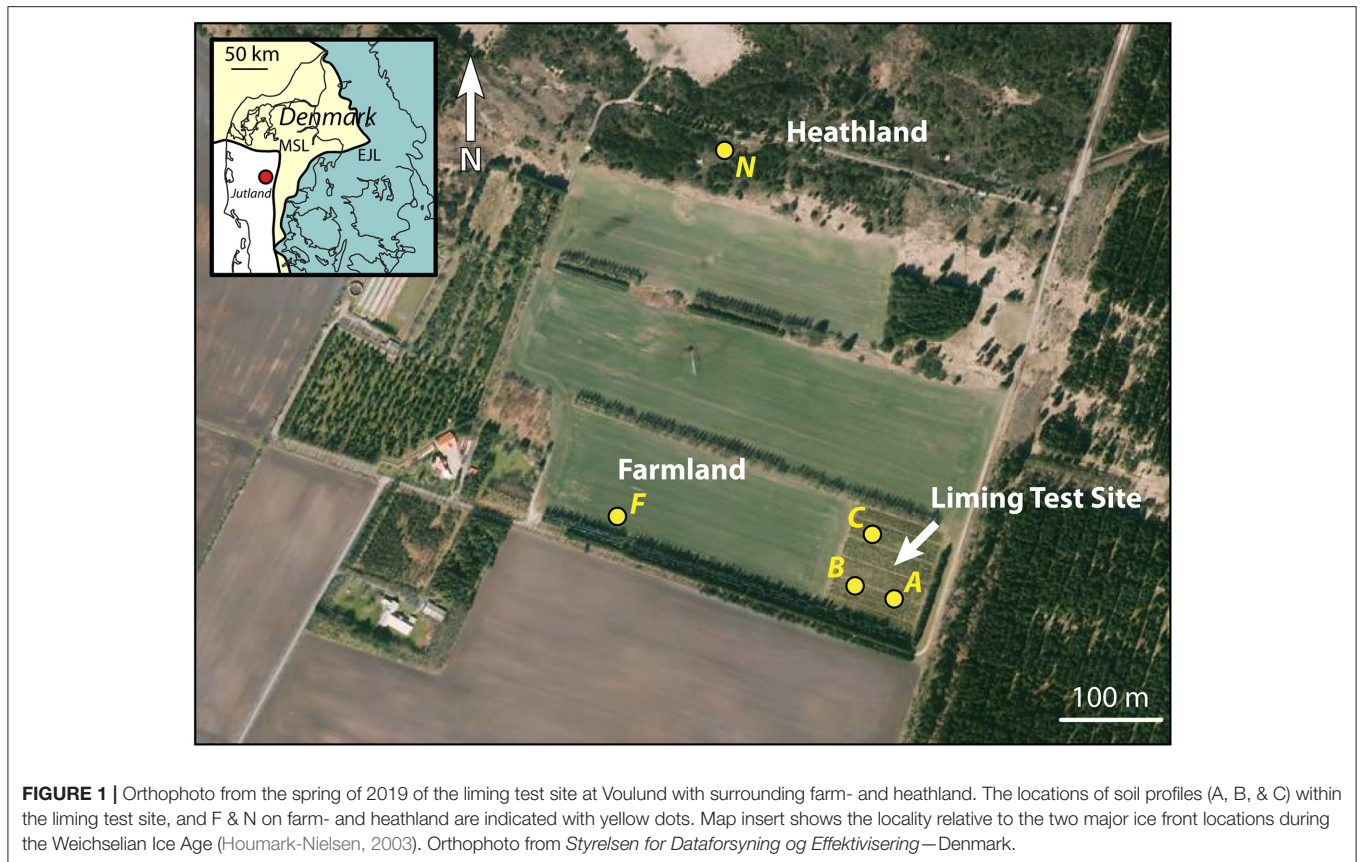 50 km
Denmark
MSL
EJL
Jutland
N
Heathland
N
Farmland
F
Liming Test Site
C
B
A
100 m
FIGURE 1 | Orthophoto from the spring of 2019 of the liming test site at Voulund with surrounding farm- and heathland. The locations of soil profiles (A, B, & C) within
the liming test site, and F & N on farm- and heathland are indicated with yellow dots. Map insert shows the locality relative to the two major ice front locations during
the Weichselian Ice Age (Houmark-Nielsen, 2003). Orthophoto from Styrelsen for Dataforsyning og Effektivisering—Denmark.